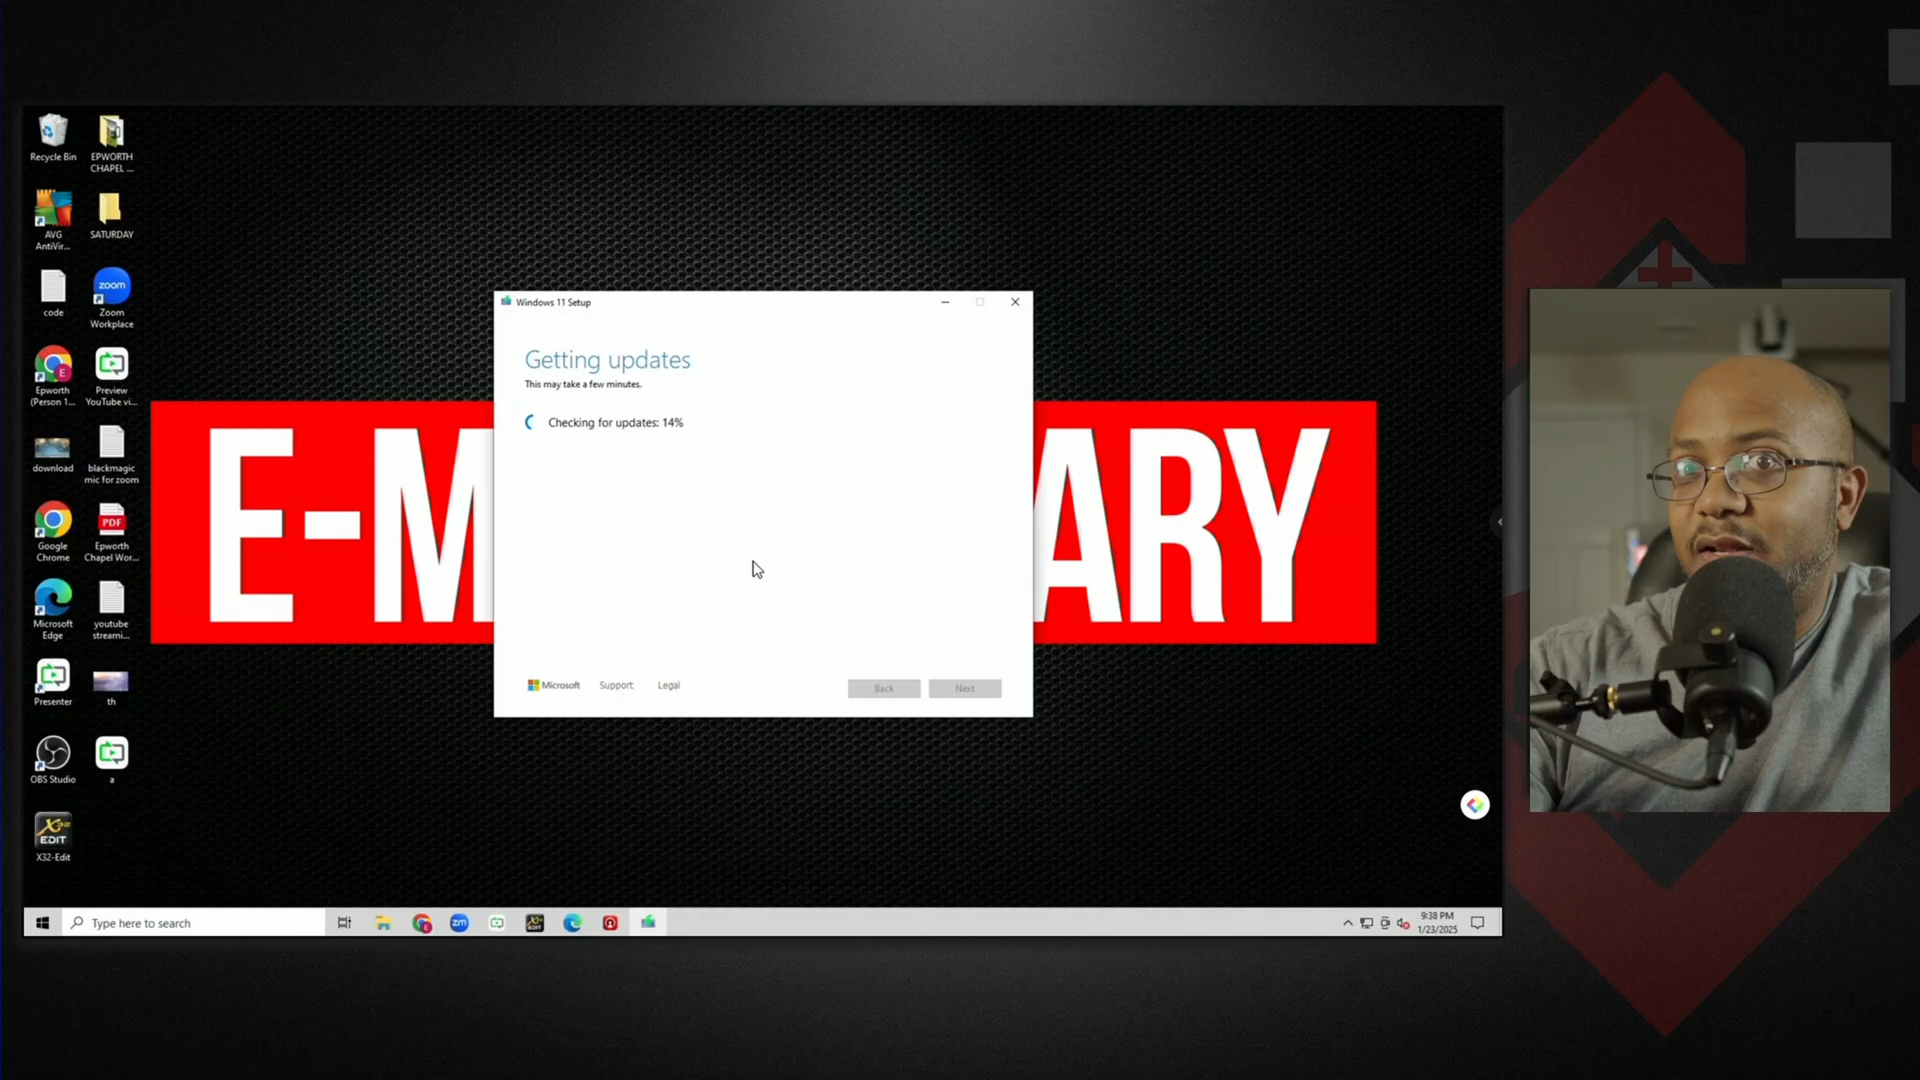 Recycle Bin
EPWORTH
CHAPEL ...
AVG
AntiVir...
SATURDAY
code
zoom
Zoom
Workplace
E
Epworth
(Person 1...
Preview
YouTube vi...
download
blackmagic
mic for zoom
Google
Chrome
PDF
Epworth
Chapel Wor...
Microsoft
Edge
youtube
streami...
Presenter
th
OBS Studio
a
X32
EDIT
X32-Edit
Windows 11 Setup
Getting updates
This may take a few minutes.
Checking for updates: 14%
Microsoft
Support
Legal
Back
Next
E-M
ARY
Type here to search
zm
9:38 PM
1/23/2025